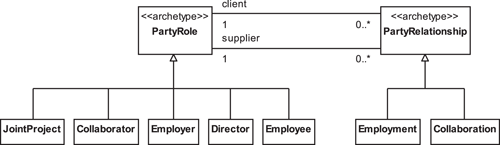 client
<<archetype>> 1 0..* <<archetype>>
PartyRole supplier PartyRelationship
1 0..*
JointProject Collaborator Employer Director Employee Employment Collaboration